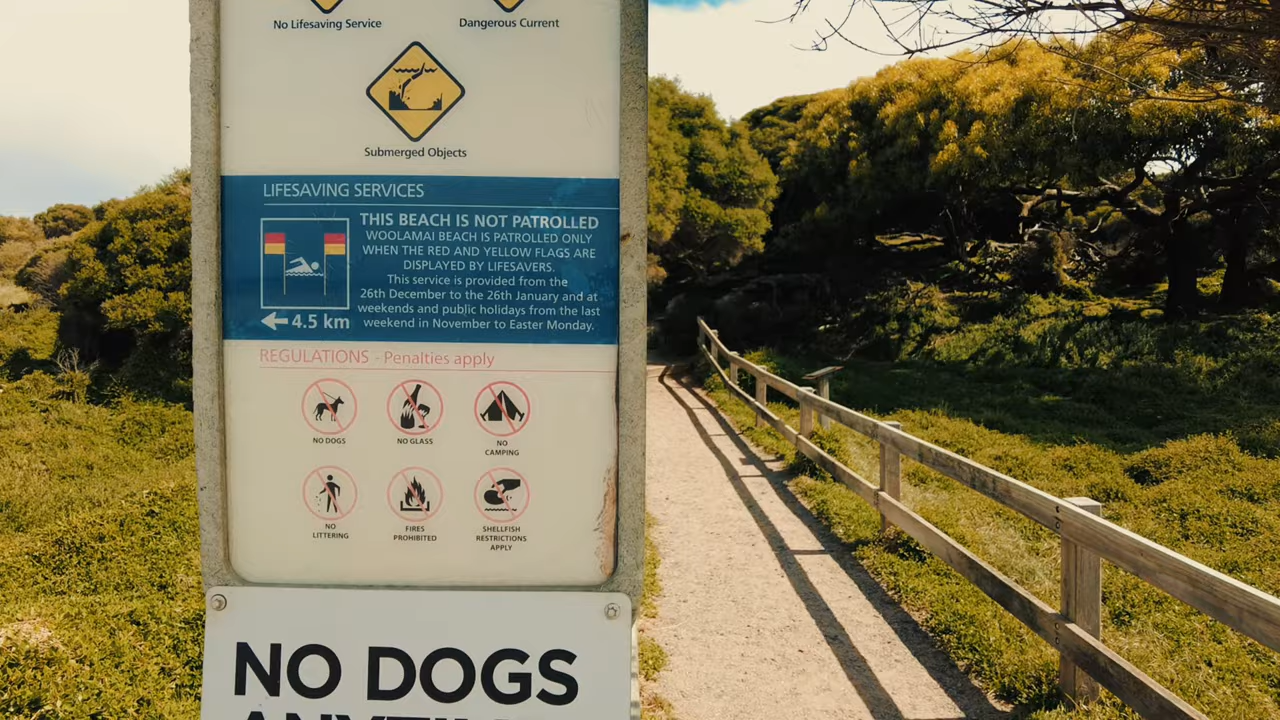 No Lifesaving Service
Dangerous Current
Submerged Objects
LIFESAVING SERVICES
THIS BEACH IS NOT PATROLLED
WOOLAMAI BEACH IS PATROLLED ONLY
WHEN THE RED AND YELLOW FLAGS ARE
DISPLAYED BY LIFESAVERS.
This service is provided from the
26th December to the 26th January and at
weekends and public holidays from the last
weekend in November to Easter Monday.
4.5 km
REGULATIONS - Penalties apply
NO DOGS
NO GLASS
NO
CAMPING
NO
LITTERING
FIRES
PROHIBITED
SHELLFISH
RESTRICTIONS
APPLY
NO DOGS